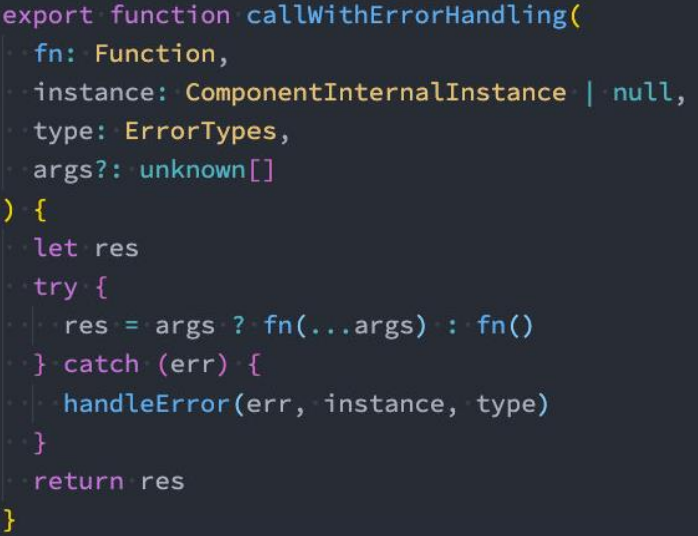 export function callWithErrorHandling(
  fn: Function,
  instance: ComponentInternalInstance | null,
  type: ErrorTypes,
  args?: unknown[]
) {
  let res
  try {
    res = args ? fn(...args) : fn()
  } catch (err) {
    handleError(err, instance, type)
  }
  return res
}